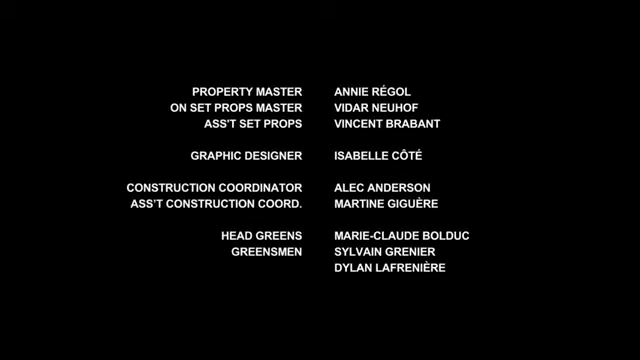 PROPERTY MASTER ANNIE RÉGOL
ON SET PROPS MASTER VIDAR NEUHOF
ASS'T SET PROPS VINCENT BRABANT
GRAPHIC DESIGNER ISABELLE CÔTÉ
CONSTRUCTION COORDINATOR ALEC ANDERSON
ASS'T CONSTRUCTION COORD. MARTINE GIGUÈRE
HEAD GREENS MARIE-CLAUDE BOLDUC
GREENSMEN SYLVAIN GRENIER
DYLAN LAFRENIÈRE